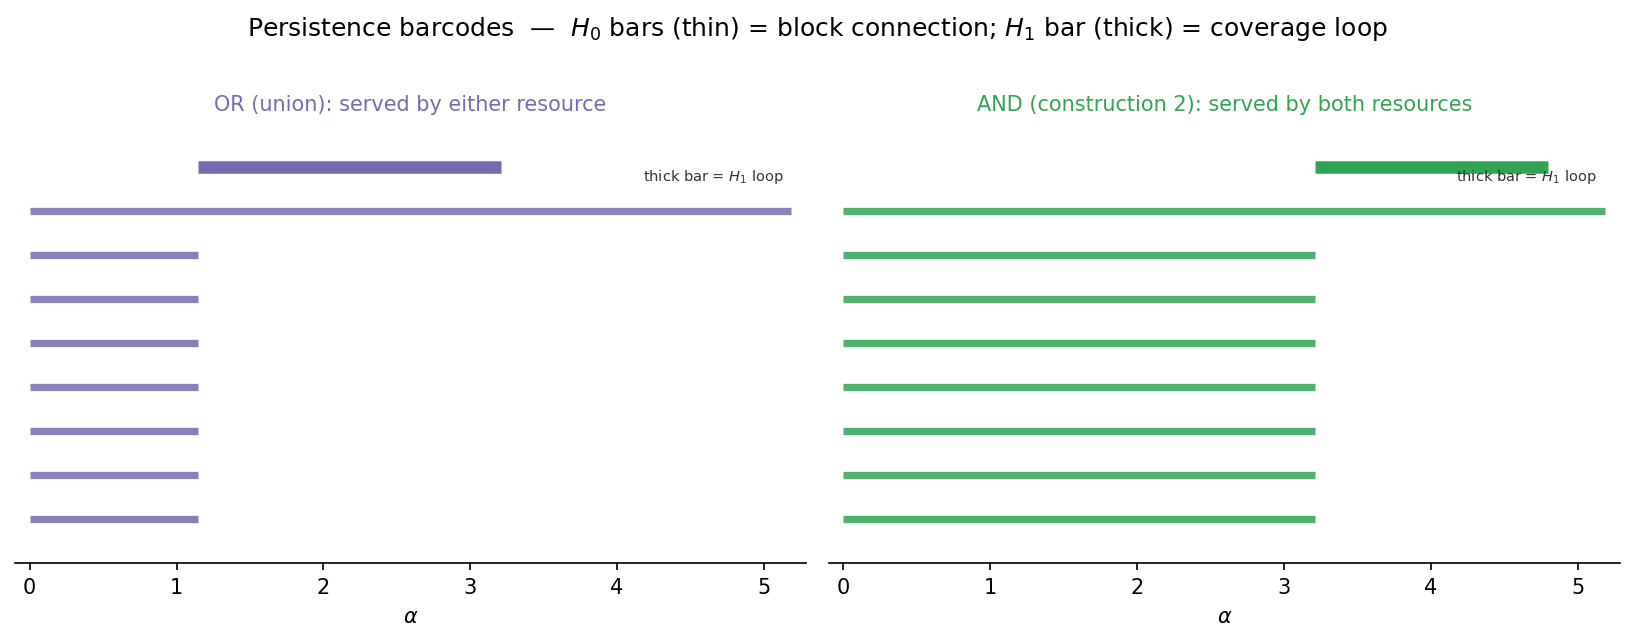 Persistence barcodes — H₀ bars (thin) = block connection; H₁ bar (thick) = coverage loop
OR (union): served by either resource
thick bar = H₁ loop
0 1 2 3 4 5
α
AND (construction 2): served by both resources
thick bar = H₁ loop
0 1 2 3 4 5
α